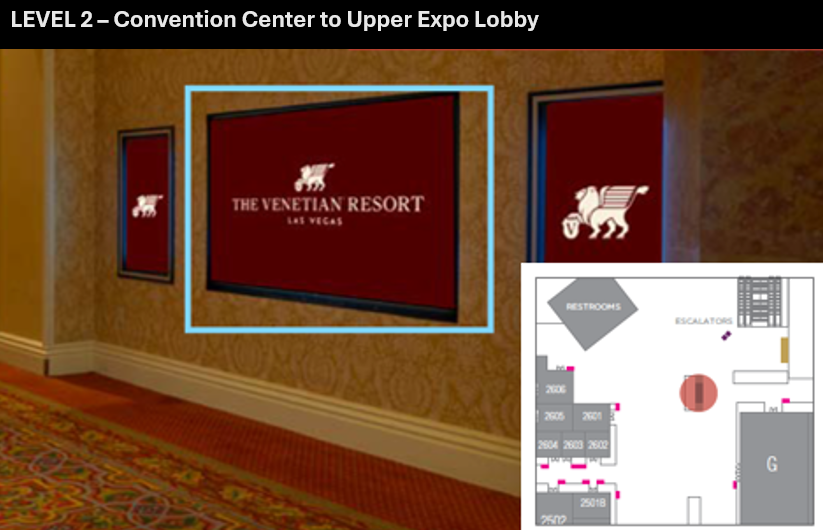 LEVEL 2 – Convention Center to Upper Expo Lobby
THE VENETIAN RESORT
LAS VEGAS
V
RESTROOMS
ESCALATORS
2606
2605
2601
2604
2603
2602
G
2501B
2502